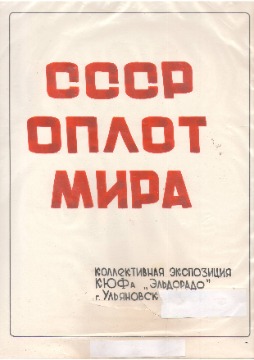 СССР
ОПЛОТ
МИРА
КОЛЛЕКТИВНАЯ ЭКСПОЗИЦИЯ
КЮФа „ЭЛЬДОРАДО"
г. УЛЬЯНОВСК